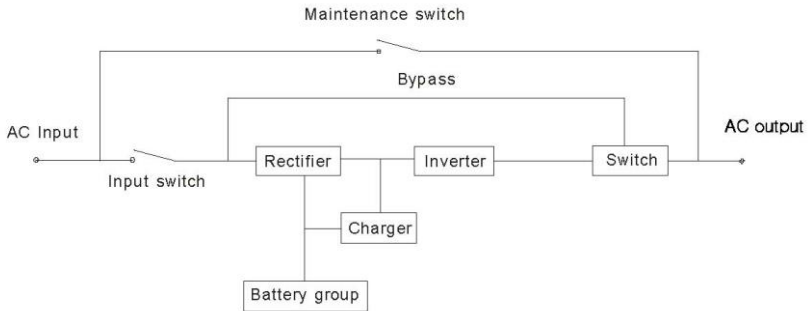 Maintenance switch
Bypass
AC Input
AC output
Rectifier
Inverter
Switch
Input switch
Charger
Battery group